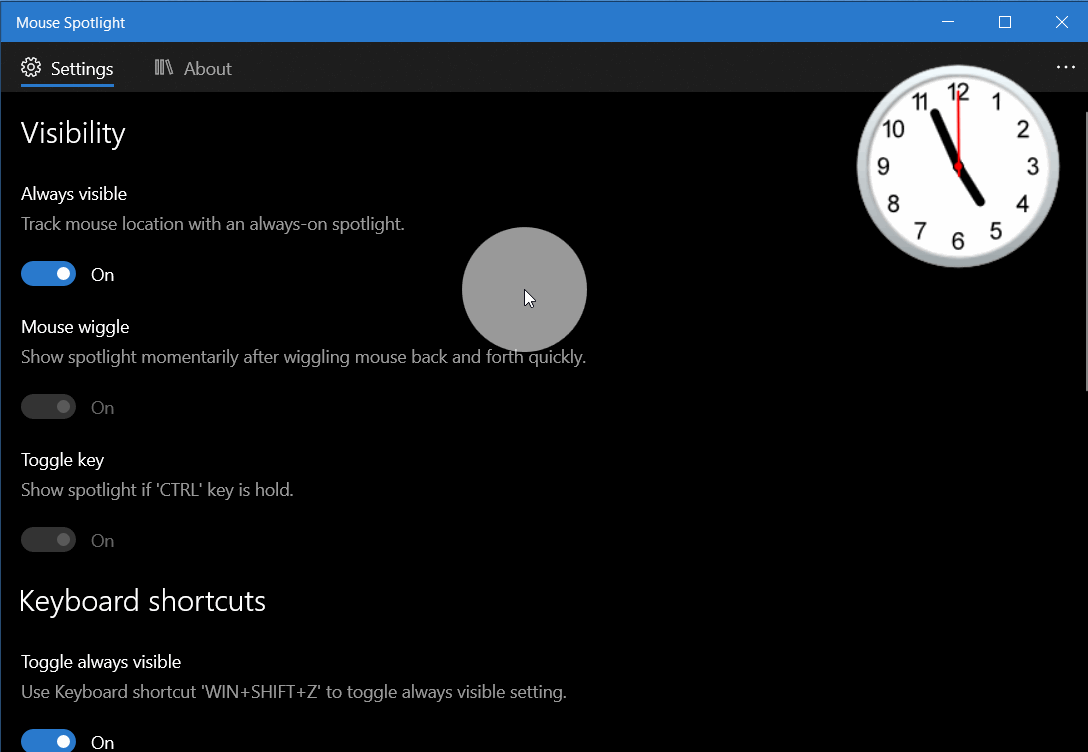 Mouse Spotlight
Settings
About
Visibility
Always visible
Track mouse location with an always-on spotlight.
On
Mouse wiggle
Show spotlight momentarily after wiggling mouse back and forth quickly.
On
Toggle key
Show spotlight if 'CTRL' key is hold.
On
Keyboard shortcuts
Toggle always visible
Use Keyboard shortcut 'WIN+SHIFT+Z' to toggle always visible setting.
On
12
1
2
3
4
5
6
7
8
9
10
11